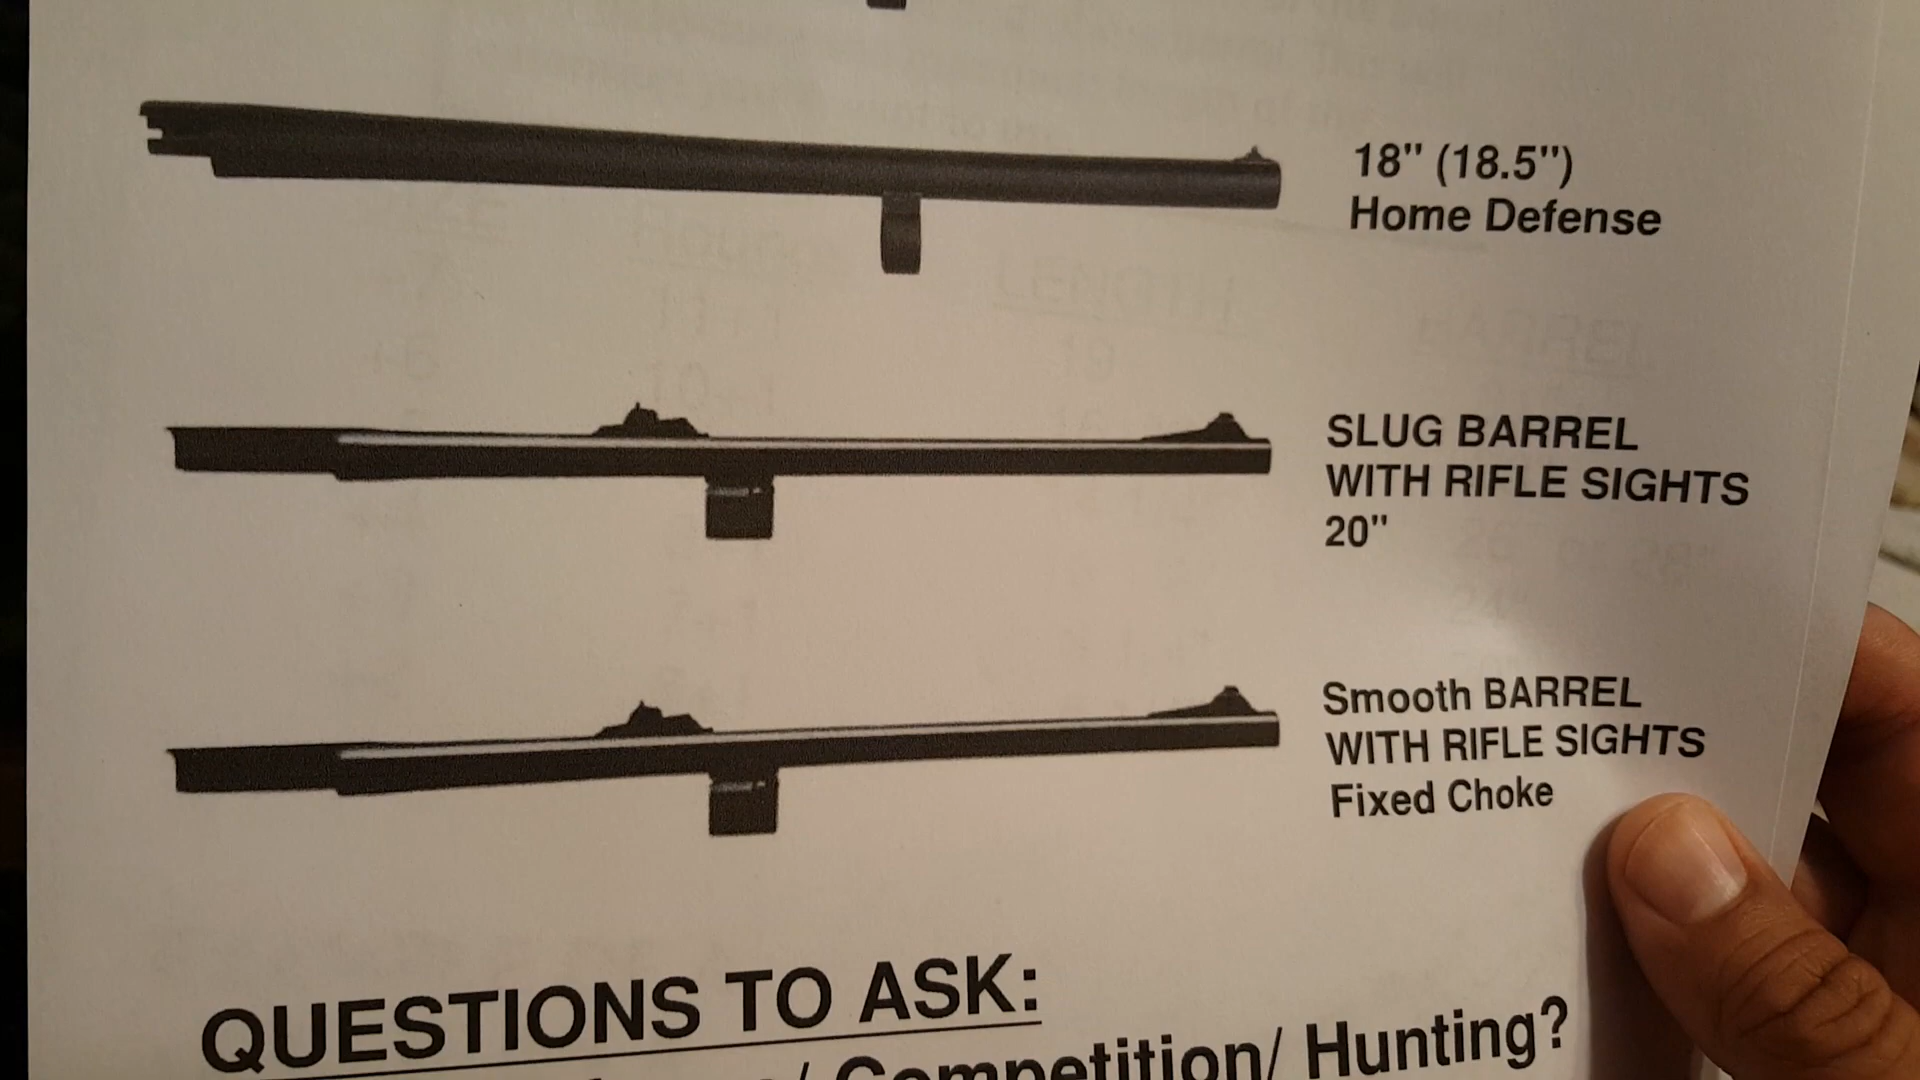 18" (18.5")
Home Defense
SLUG BARREL
WITH RIFLE SIGHTS
20"
Smooth BARREL
WITH RIFLE SIGHTS
Fixed Choke
QUESTIONS TO ASK:
/ Competition/ Hunting?